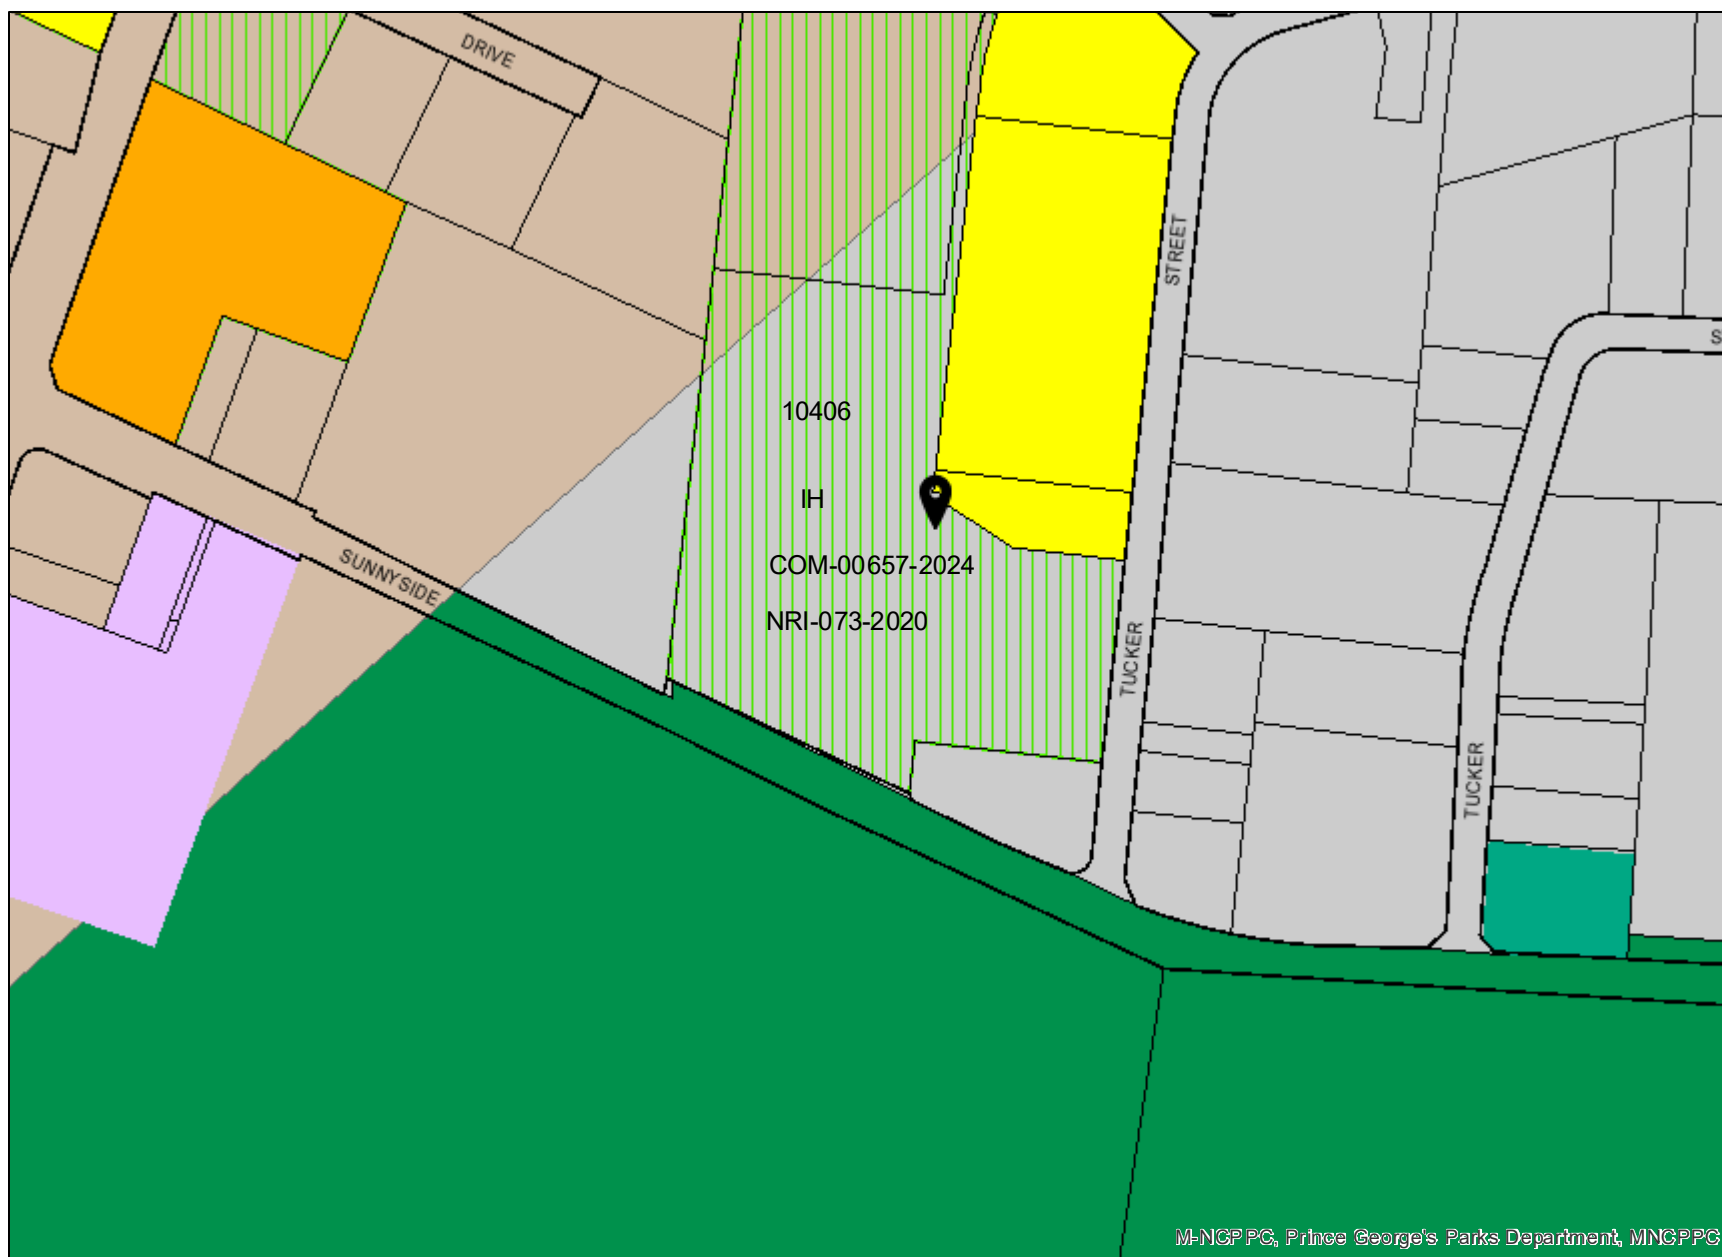 DRIVE
STREET
S
10406
IH
COM-00657-2024
SUNNYSIDE
NRI-073-2020
TUCKER
TUCKER
M-NCPPC, Prince George's Parks Department, MNCPPC